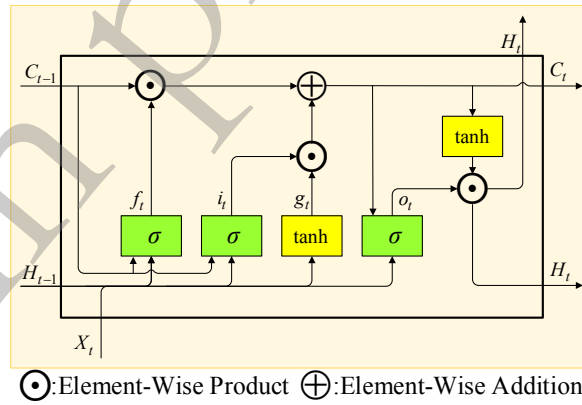 H_t
C_{t-1}
C_t
tanh
f_t
i_t
g_t
o_t
σ
σ
tanh
σ
H_{t-1}
H_t
X_t
⊙:Element-Wise Product ⊕:Element-Wise Addition